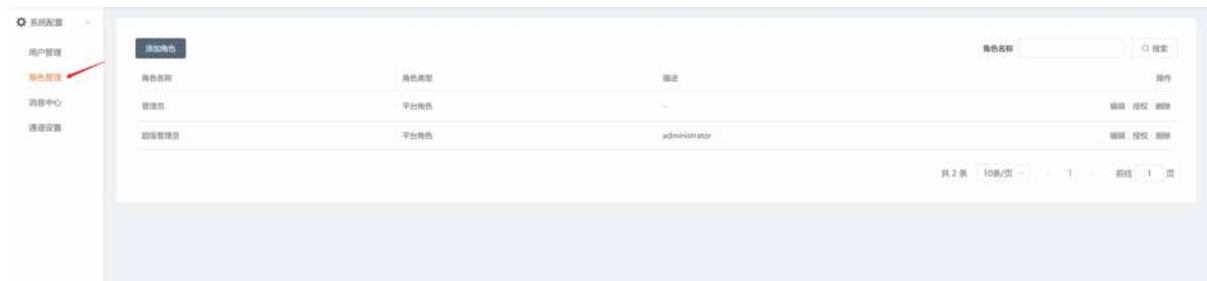 系统配置
用户管理
角色管理
消息中心
通道设置
添加角色
角色名称
搜索
角色名称 角色类型 描述 操作
管理员 平台角色 -- 编辑 授权 删除
超级管理员 平台角色 administrator 编辑 授权 删除
共 2 条 10条/页 1 前往 1 页